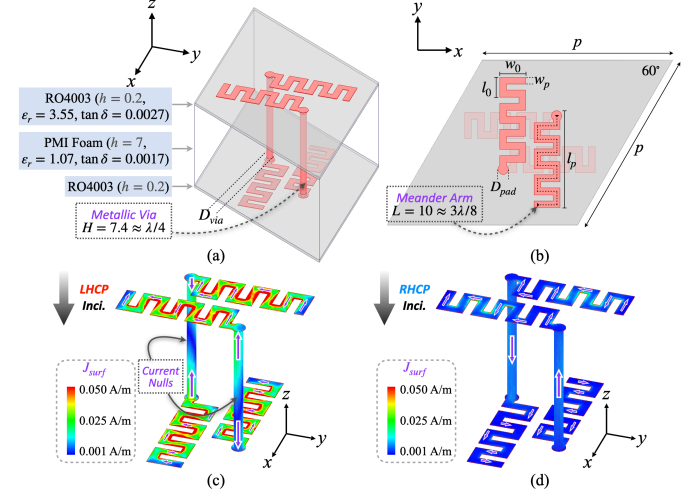 z
y
x
RO4003 (h = 0.2,
εr = 3.55, tan δ = 0.0027)
PMI Foam (h = 7,
εr = 1.07, tan δ = 0.0017)
RO4003 (h = 0.2)
Metallic Via
H = 7.4 ≈ λ/4
Dvia
(a)
y
x
p
60°
w0
wp
l0
lp
p
Dpad
Meander Arm
L = 10 ≈ 3λ/8
(b)
LHCP
Inci.
Jsurf
0.050 A/m
0.025 A/m
0.001 A/m
Current
Nulls
z
y
x
(c)
RHCP
Inci.
Jsurf
0.050 A/m
0.025 A/m
0.001 A/m
z
y
x
(d)